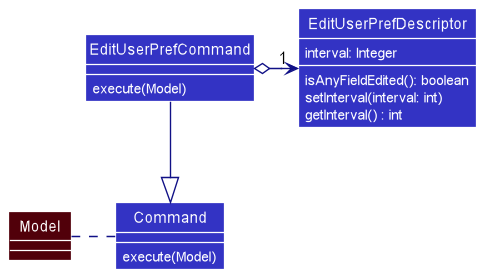 EditUserPrefDescriptor
interval: Integer
isAnyFieldEdited(): boolean
setInterval(interval: int)
getInterval() : int
EditUserPrefCommand
execute(Model)
1
Command
execute(Model)
Model